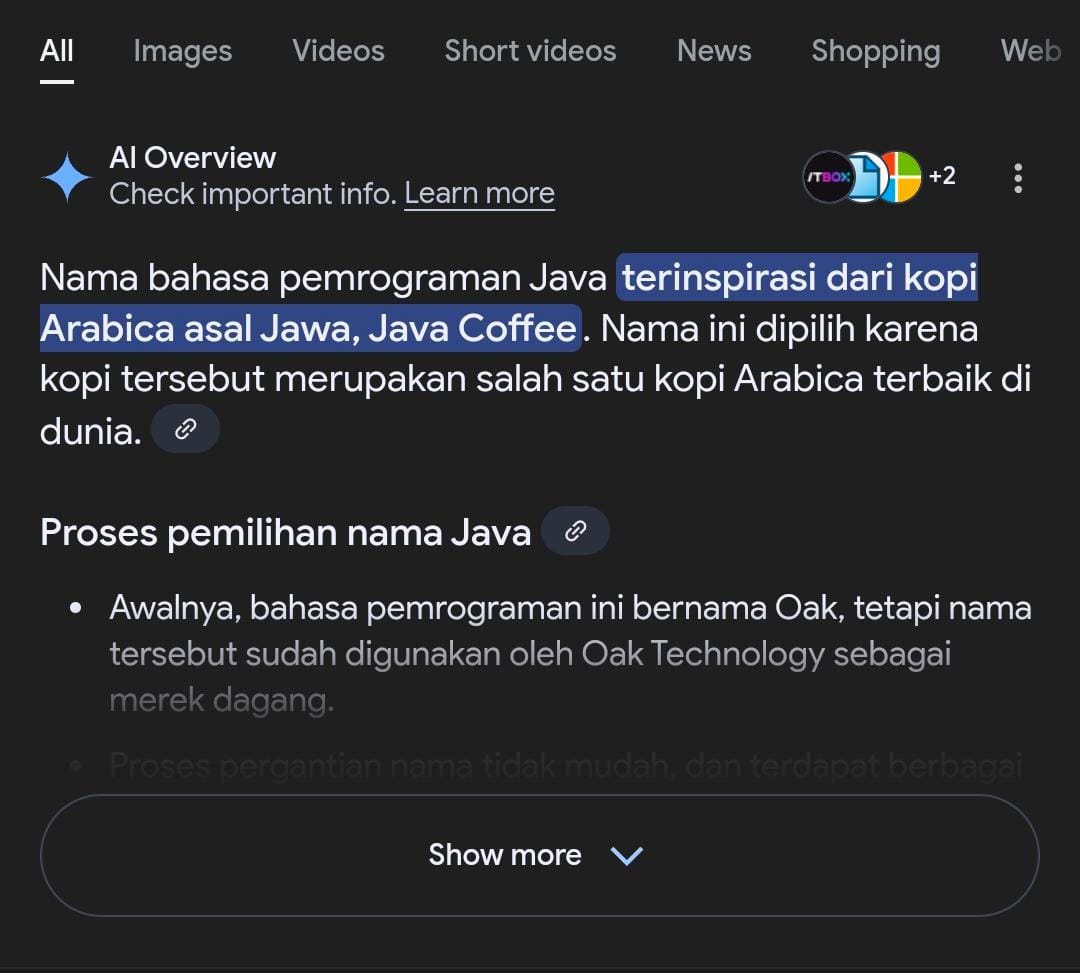 All Images Videos Short videos News Shopping Web
AI Overview
Check important info. Learn more
ITBOX
+2
Nama bahasa pemrograman Java terinspirasi dari kopi
Arabica asal Jawa, Java Coffee. Nama ini dipilih karena
kopi tersebut merupakan salah satu kopi Arabica terbaik di
dunia.
Proses pemilihan nama Java
• Awalnya, bahasa pemrograman ini bernama Oak, tetapi nama
tersebut sudah digunakan oleh Oak Technology sebagai
merek dagang.
• Proses pergantian nama tidak mudah, dan terdapat berbagai
Show more